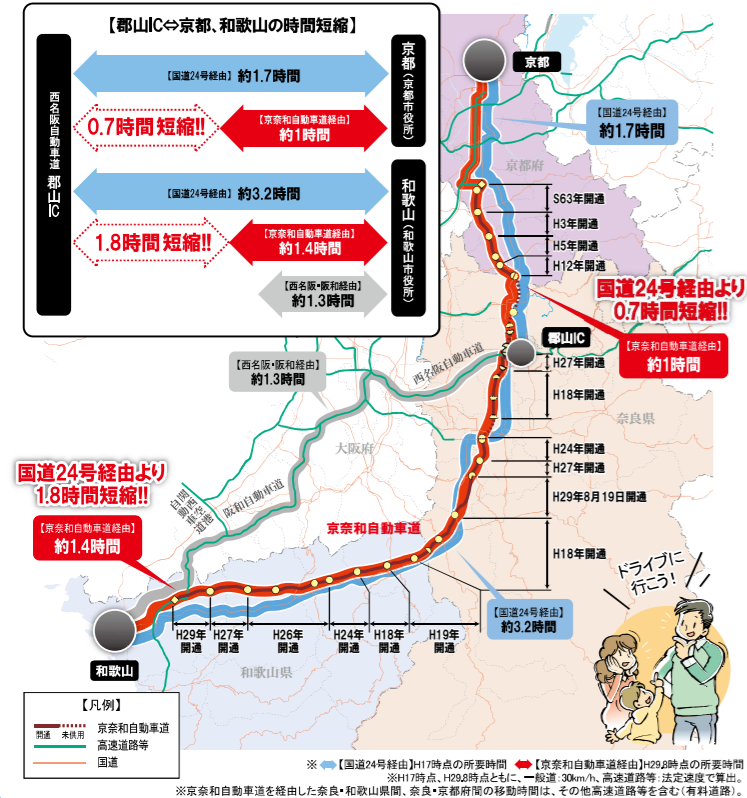 【郡山IC⇔京都、和歌山の時間短縮】
西名阪自動車道 郡山IC
【国道24号経由】約1.7時間
京都(京都市役所)
0.7時間短縮!!
【京奈和自動車道経由】
約1時間
【国道24号経由】約3.2時間
和歌山(和歌山市役所)
1.8時間短縮!!
【京奈和自動車道経由】
約1.4時間
【西名阪・阪和経由】
約1.3時間
京都
【国道24号経由】
約1.7時間
京都府
S63年開通
H3年開通
H5年開通
H12年開通
国道24号経由より
0.7時間短縮!!
郡山IC
【京奈和自動車道経由】
約1時間
H27年開通
西名阪自動車道
【西名阪・阪和経由】
約1.3時間
H18年開通
奈良県
大阪府
H24年開通
H27年開通
国道24号経由より
1.8時間短縮!!
関西空港
自動車道
阪和自動車道
H29年8月19日開通
京奈和自動車道
【京奈和自動車道経由】
約1.4時間
H18年開通
ドライブに
行こう!
【国道24号経由】
約3.2時間
和歌山
H29年
開通
H27年
開通
H26年
開通
H24年
開通
H18年
開通
H19年
開通
和歌山県
【凡例】
開通 未供用 京奈和自動車道
高速道路等
国道
※ 【国道24号経由】H17時点の所要時間 【京奈和自動車道経由】H29.8時点の所要時間
※H17時点、H29.8時点ともに、一般道:30km/h、高速道路等:法定速度で算出。
※京奈和自動車道を経由した奈良・和歌山県間、奈良・京都府間の移動時間は、その他高速道路等を含む(有料道路)。